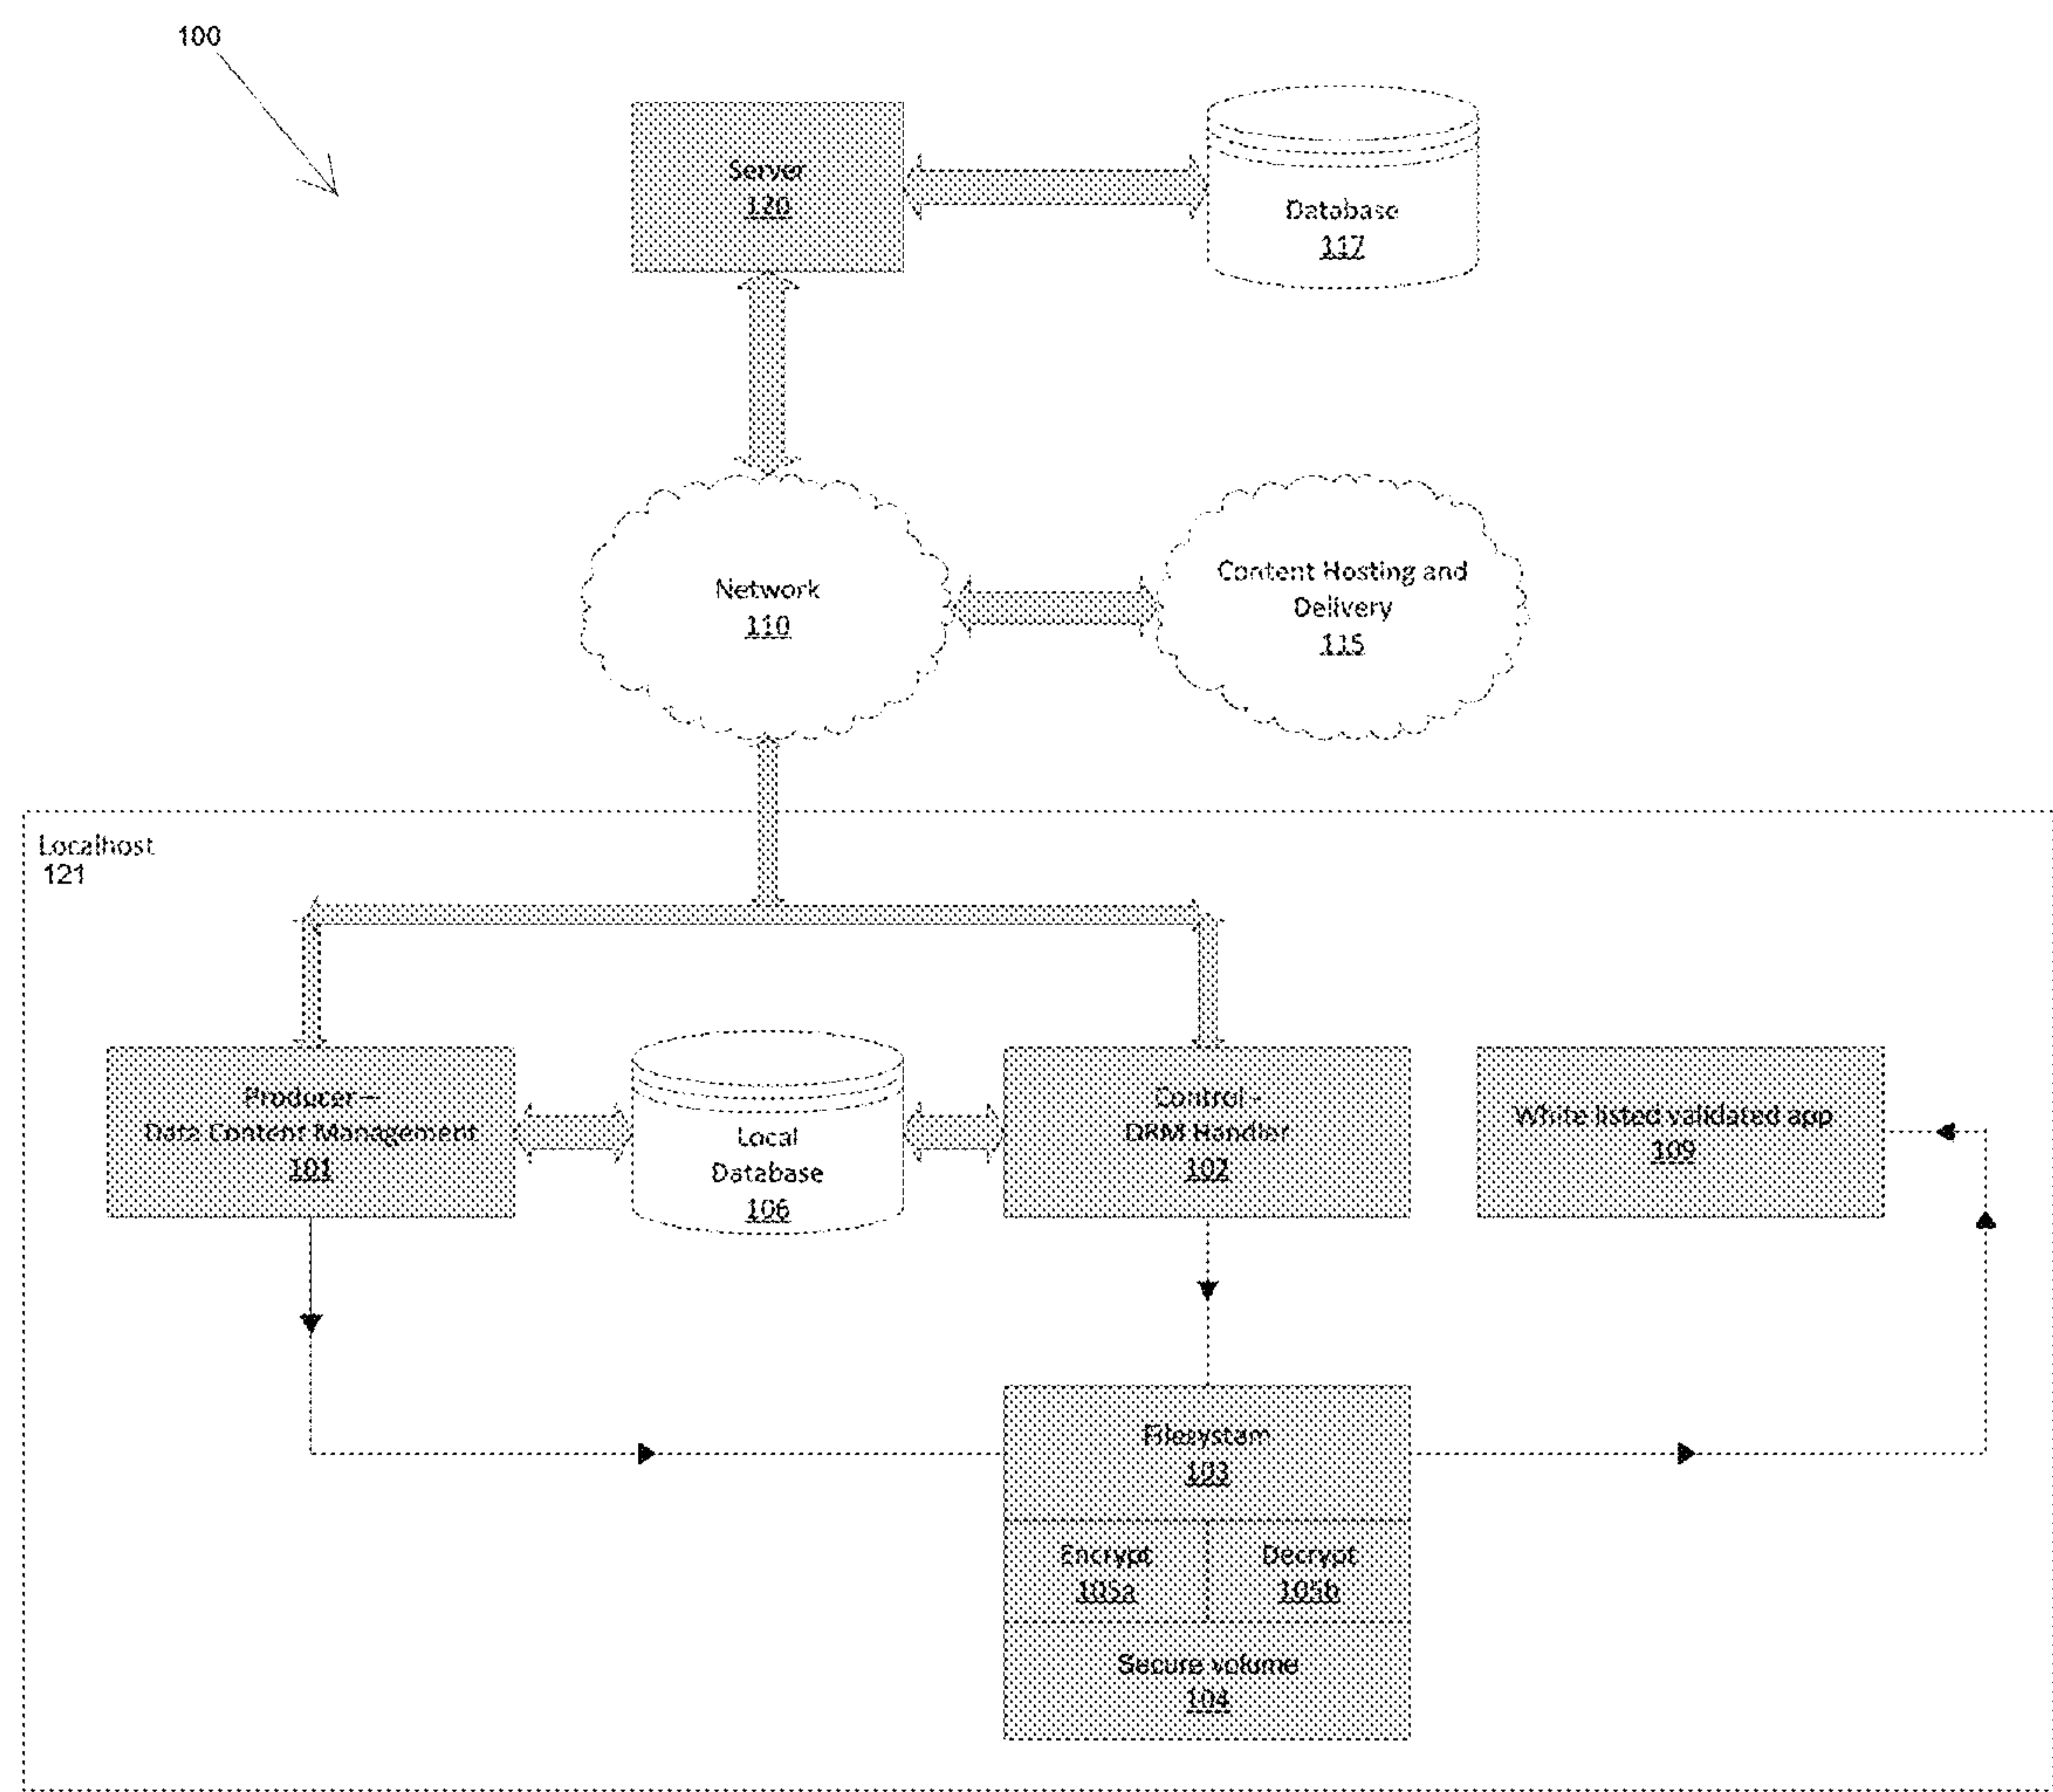 100
Server
120
Database
117
Network
110
Content Hosting and
Delivery
115
Localhost
121
Producer –
Data Content Management
101
Local
Database
106
Control -
DRM Handler
102
White listed validated app
109
Filesystem
103
Encrypt
105a
Decrypt
105b
Secure volume
104